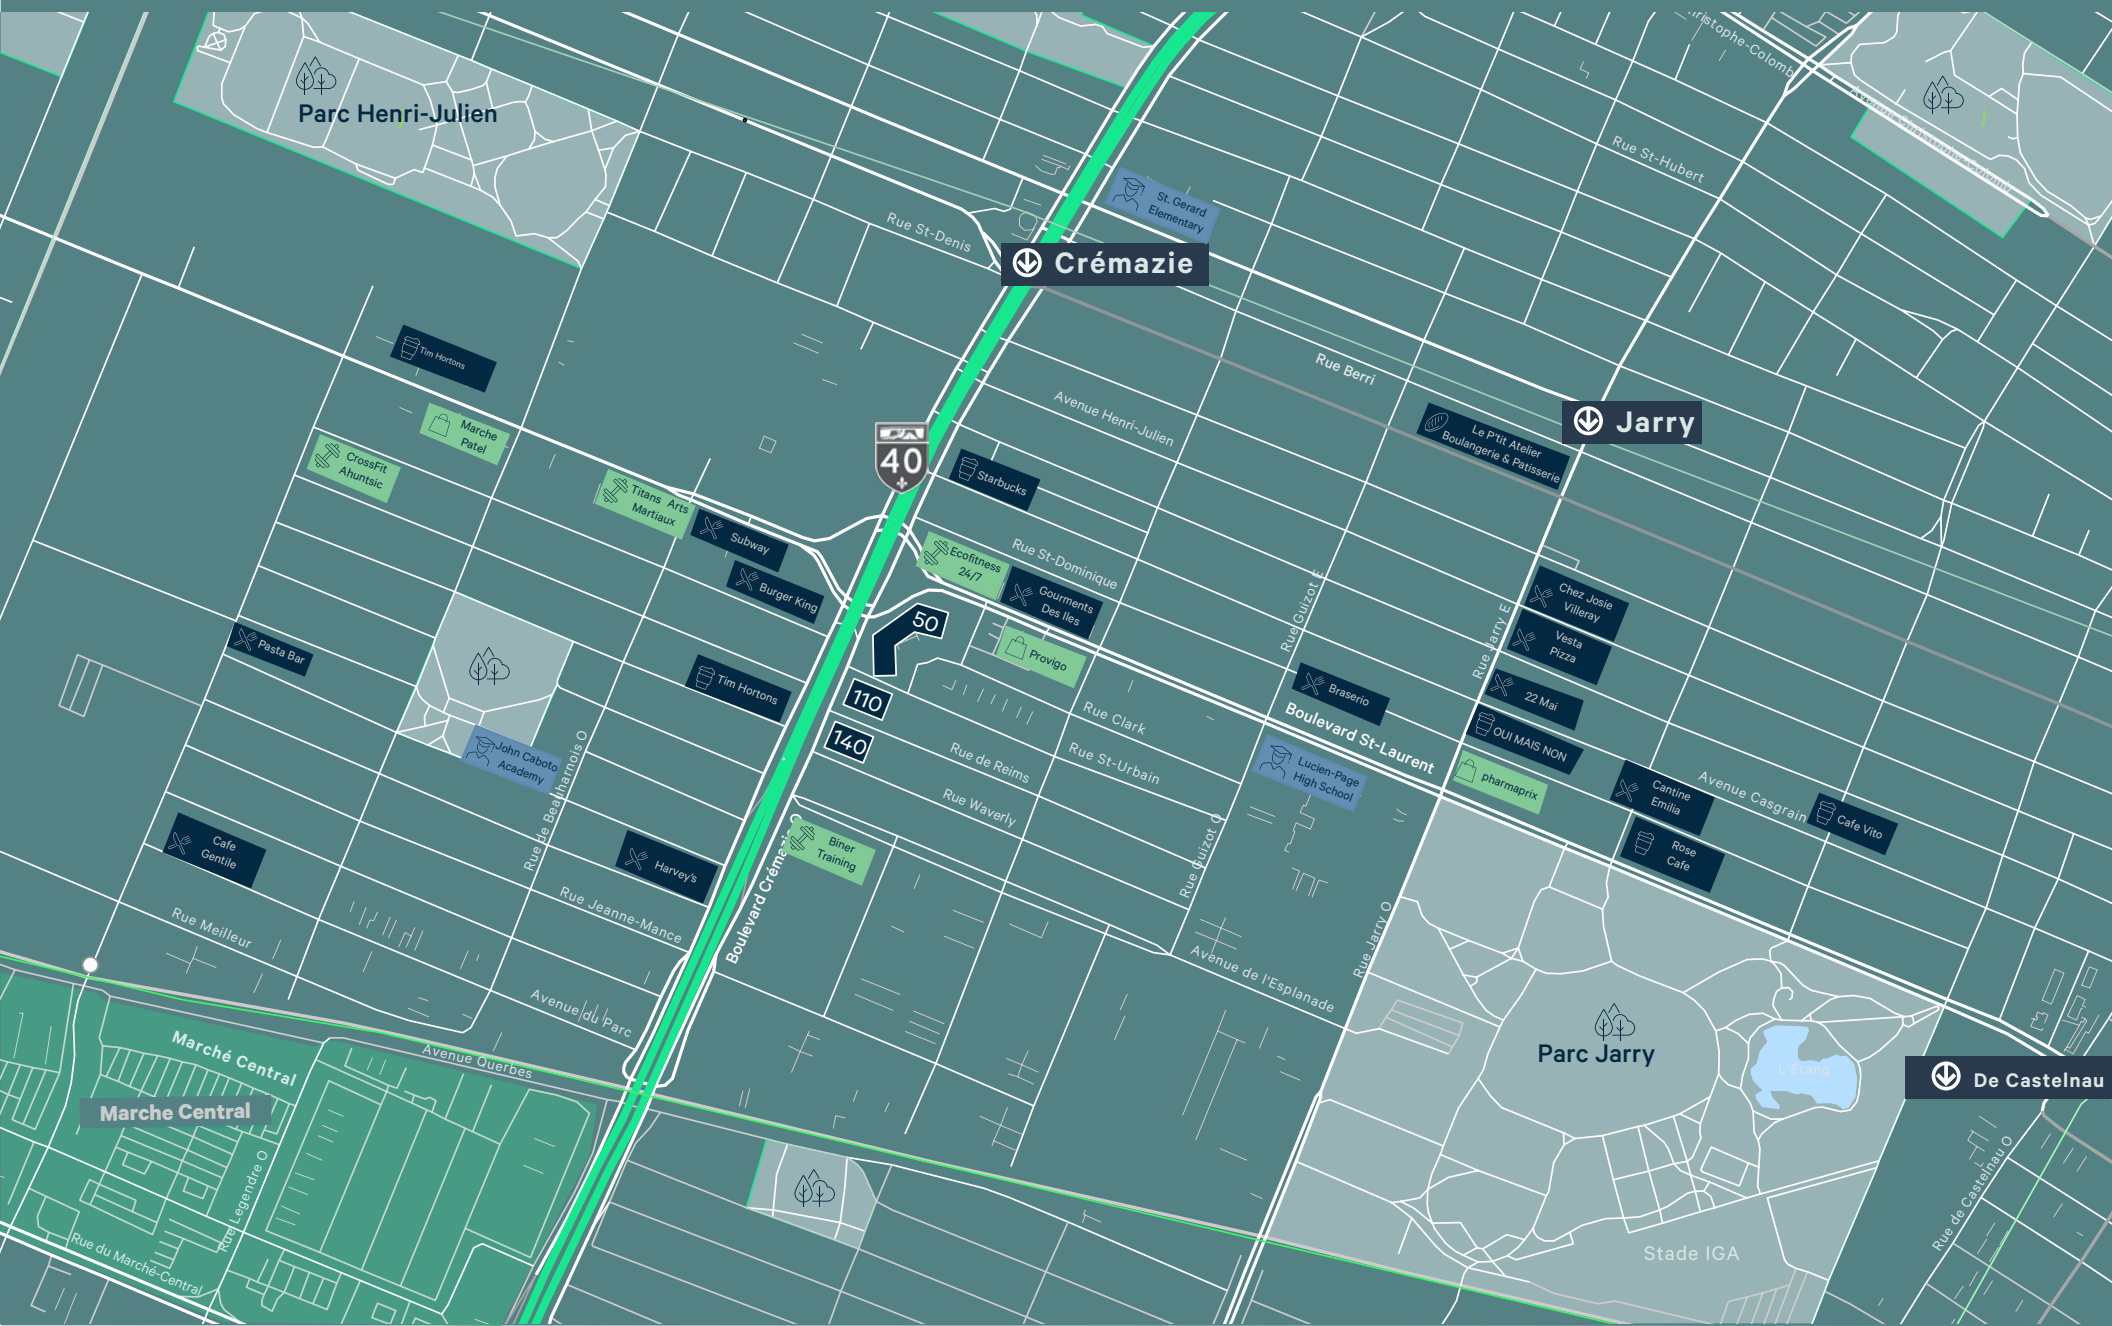 Christophe-Colomb
Parc Henri-Julien
Avenue Christophe-Colomb
Rue St-Hubert
St. Gerard
Elementary
Rue St-Denis
Crémazie
Tim Hortons
Rue Berri
Avenue Henri-Julien
Jarry
Le P'tit Atelier
Boulangerie & Patisserie
Marche
Patel
CrossFit
Ahuntsic
40
Starbucks
Titans Arts
Martiaux
Subway
Rue St-Dominique
Ecofitness
24/7
Burger King
Gourments
Des Iles
Rue Guizot E
Rue Jarry E
Chez Josie
Villeray
Vesta
Pizza
50
Pasta Bar
Provigo
Tim Hortons
110
Braserio
22 Mai
Rue Clark
Boulevard St-Laurent
OUI MAIS NON
140
John Caboto
Academy
Rue de Beauharnois O
Rue de Reims
Rue St-Urbain
Lucien-Page
High School
pharmaprix
Cantine
Emilia
Avenue Casgrain
Cafe Vito
Rue Waverly
Rue Guizot O
Boulevard Crémazie O
Biner
Training
Rose
Cafe
Cafe
Gentile
Harvey's
Rue Meilleur
Rue Jeanne-Mance
Rue Jarry O
Avenue de l'Esplanade
Avenue du Parc
Marché Central
Avenue Querbes
Parc Jarry
L'Étang
De Castelnau
Marche Central
Rue Legendre O
Rue de Castelnau O
Rue du Marché-Central
Stade IGA